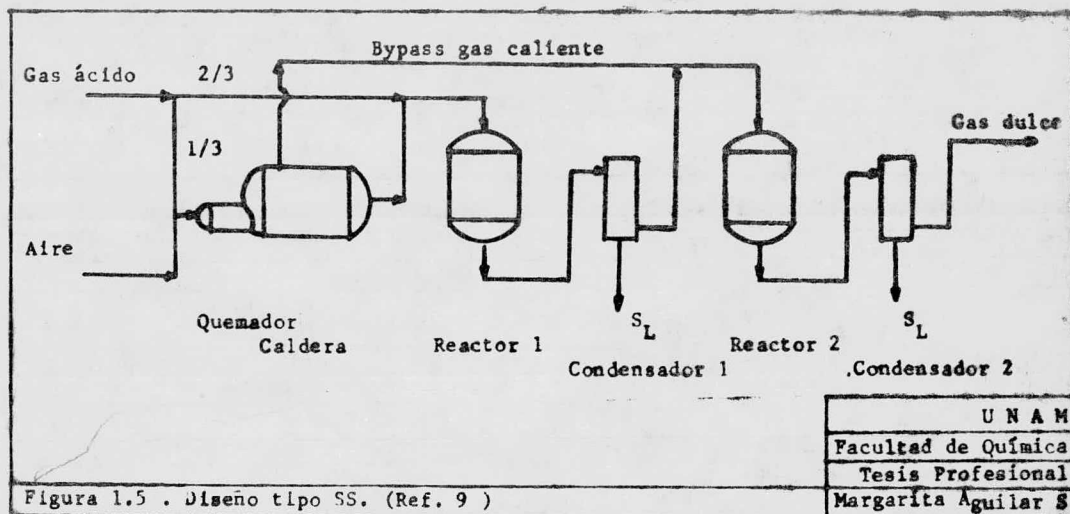 Bypass gas caliente
Gas ácido
2/3
Gas dulce
1/3
Aire
Quemador
Caldera
Reactor 1
S_L
Condensador 1
Reactor 2
S_L
.Condensador 2
U N A M
Facultad de Química
Tesis Profesional
Margarita Aguilar S
Figura 1.5 . Diseño tipo SS. (Ref. 9 )